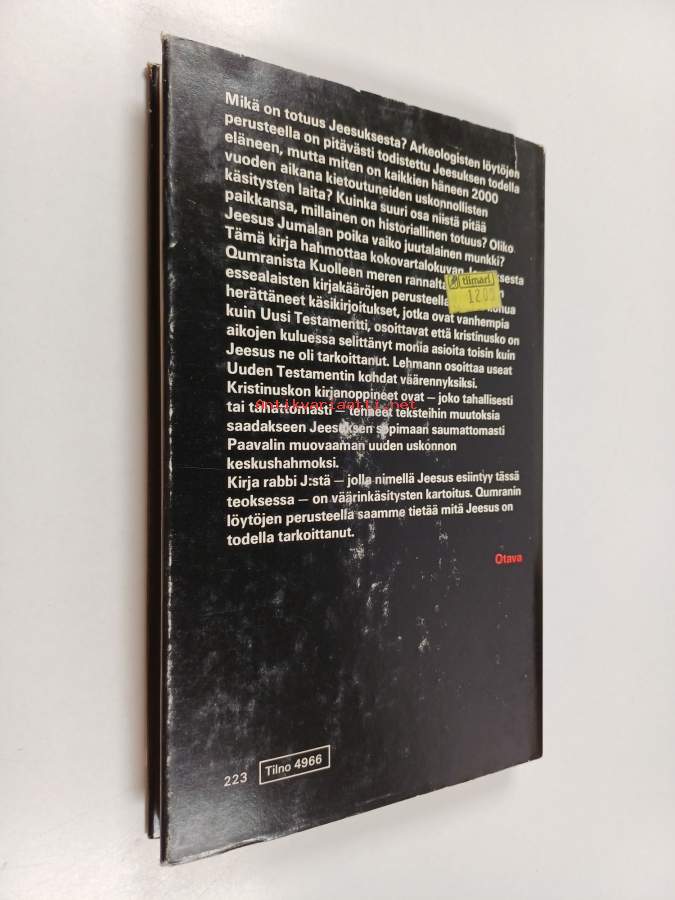 Mikä on totuus Jeesuksesta? Arkeologisten löytöjen
perusteella on pitävästi todistettu Jeesuksen todella
eläneen, mutta miten on kaikkien häneen 2000
vuoden aikana kietoutuneiden uskonnollisten
käsitysten laita? Kuinka suuri osa niistä pitää
paikkansa, millainen on historiallinen totuus? Oliko
Jeesus Jumalan poika vaiko juutalainen munkki?
Tämä kirja hahmottaa kokovartalokuvan
Qumranista Kuolleen meren rannalta
essealaisten kirjakääröjen perusteella
herättäneet käsikirjoitukset, jotka ovat vanhempia
kuin Uusi Testamentti, osoittavat että kristinusko on
aikojen kuluessa selittänyt monia asioita toisin kuin
Jeesus ne oli tarkoittanut. Lehmann osoittaa useat
Uuden Testamentin kohdat väärennyksiksi.
Kristinuskon kirjanoppineet ovat – joko tahallisesti
tai tahattomasti – tehneet teksteihin muutoksia
saadakseen Jeesuksen sopimaan saumattomasti
Paavalin muovaaman uuden uskonnon
keskushahmoksi.
Kirja rabbi J:stä – jolla nimellä Jeesus esiintyy tässä
teoksessa – on väärinkäsitysten kartoitus. Qumranin
löytöjen perusteella saamme tietää mitä Jeesus on
todella tarkoittanut.
Otava
223 Tilno 4966
tiimari
Antikvariaatti.net